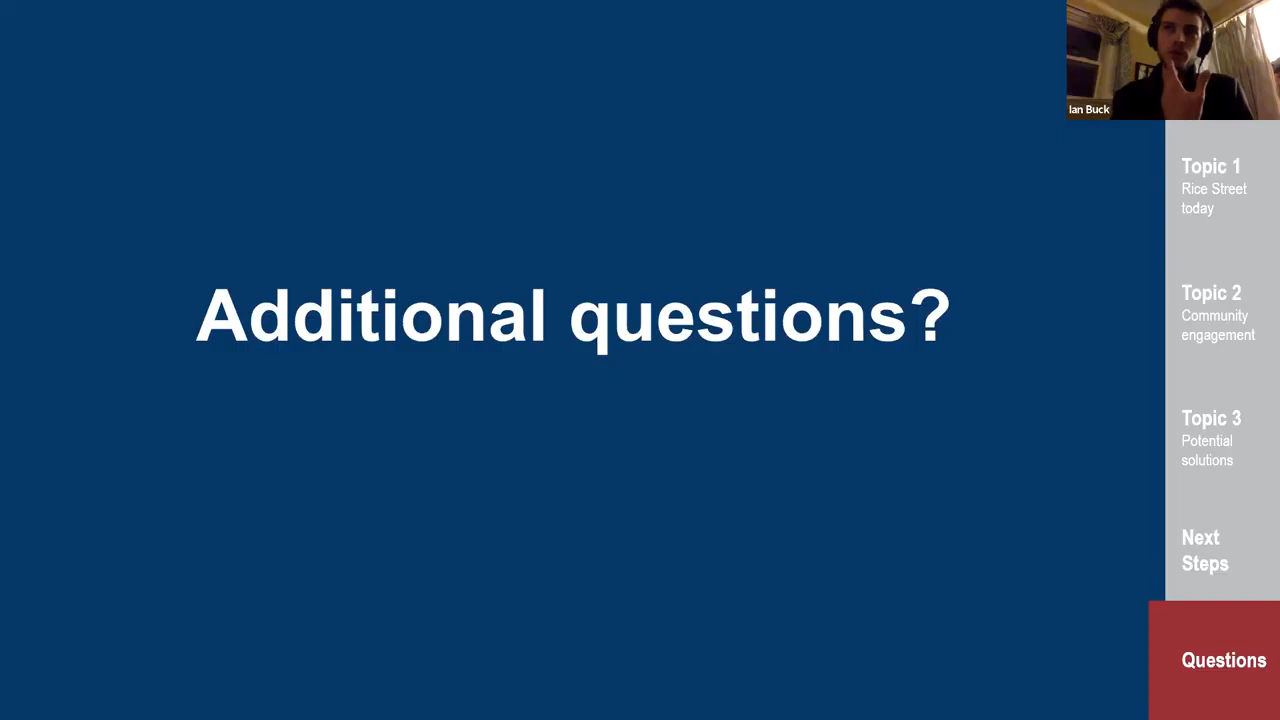 Additional questions?
Ian Buck
Topic 1
Rice Street
today
Topic 2
Community
engagement
Topic 3
Potential
solutions
Next
Steps
Questions